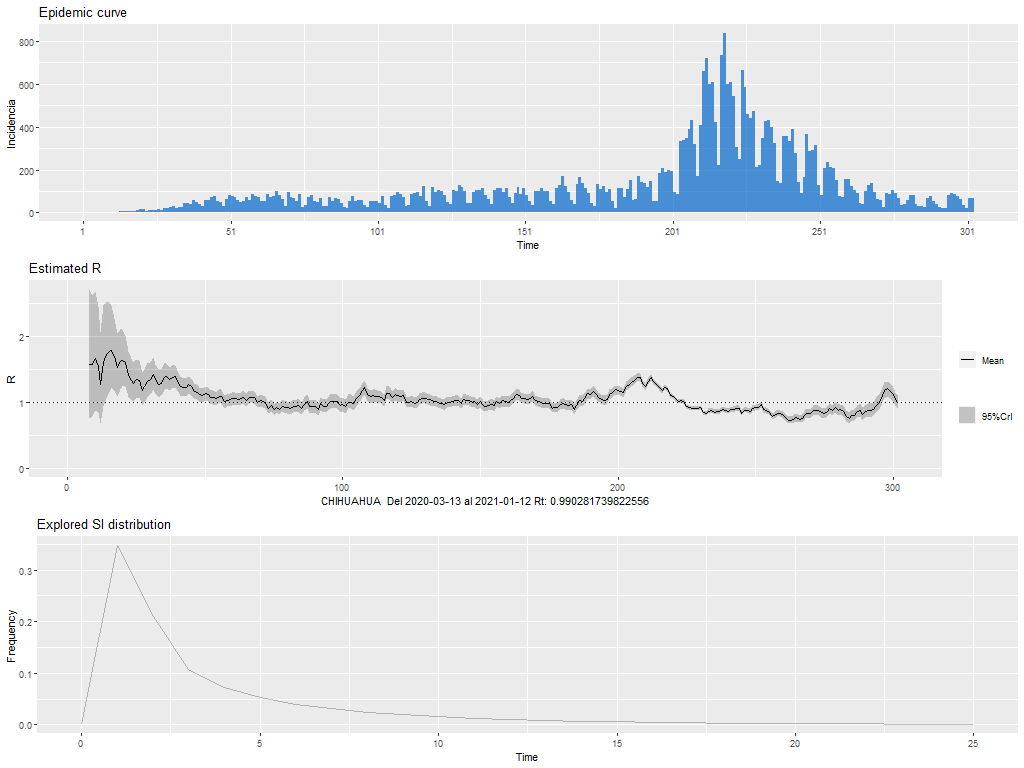 Epidemic curve
800
600
400
200
0
Incidencia
1 51 101 151 201 251 301
Time
Estimated R
2
1
0
R
Mean
95%CrI
0 100 200 300
CHIHUAHUA Del 2020-03-13 al 2021-01-12 Rt: 0.990281739822556
Explored SI distribution
0.3
0.2
0.1
0.0
Frequency
0 5 10 15 20 25
Time